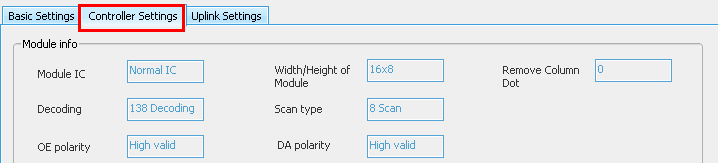 Basic Settings Controller Settings Uplink Settings
Module info
Module IC Normal IC Width/Height of Module 16x8 Remove Column Dot 0
Decoding 138 Decoding Scan type 8 Scan
OE polarity High valid DA polarity High valid